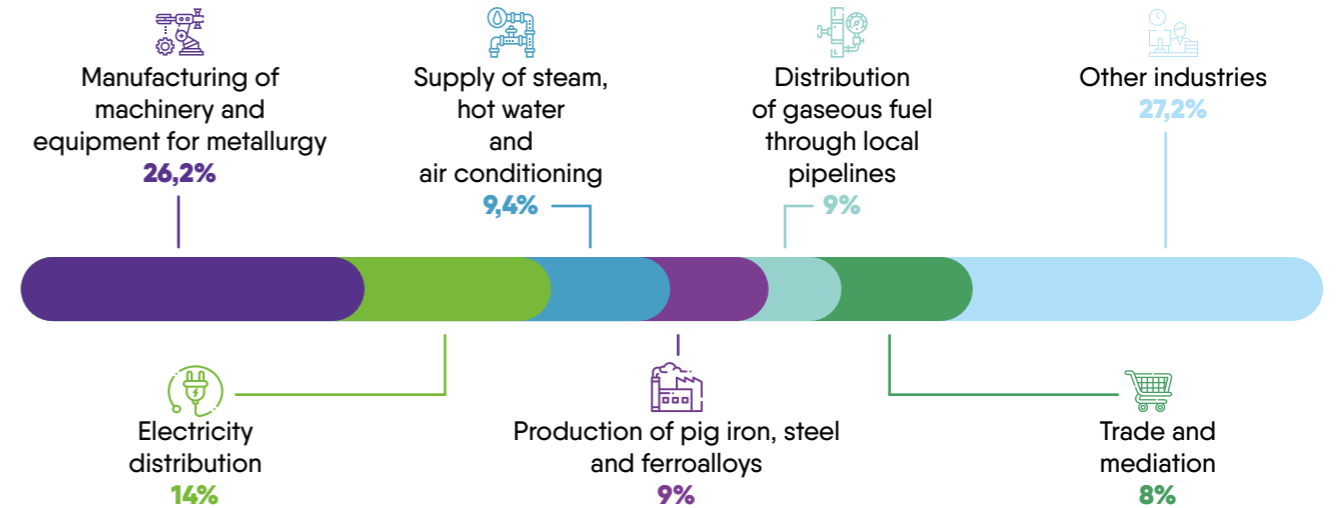 Manufacturing of
machinery and
equipment for metallurgy
26,2%
Supply of steam,
hot water
and
air conditioning
9,4%
Distribution
of gaseous fuel
through local
pipelines
9%
Other industries
27,2%
Electricity
distribution
14%
Production of pig iron, steel
and ferroalloys
9%
Trade and
mediation
8%